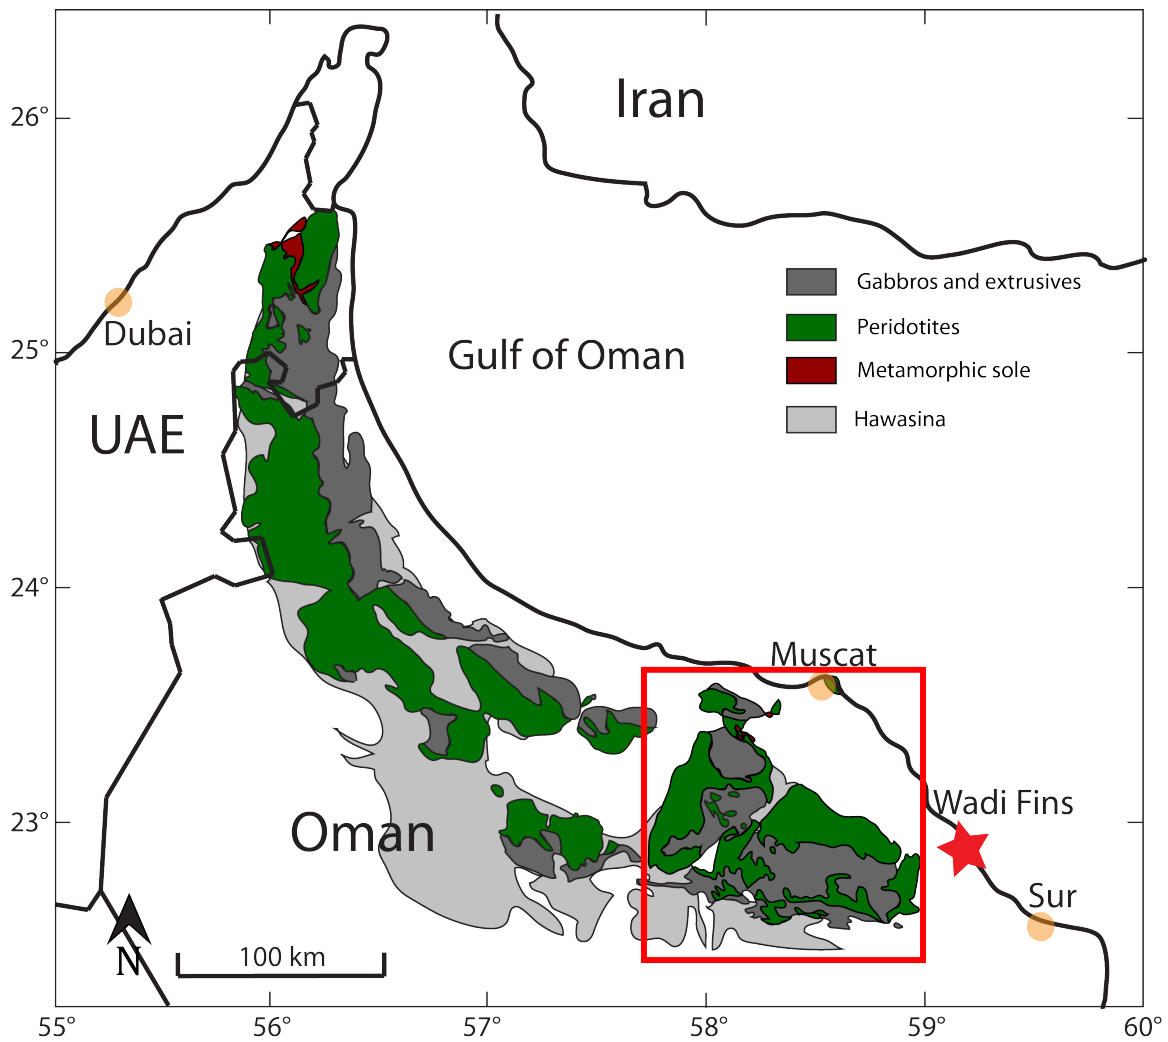 Iran
26°
Gabbros and extrusives
Dubai
Peridotites
25°
Gulf of Oman
Metamorphic sole
UAE
Hawasina
24°
Muscat
Wadi Fins
23°
Oman
Sur
N
100 km
55°
56°
57°
58°
59°
60°